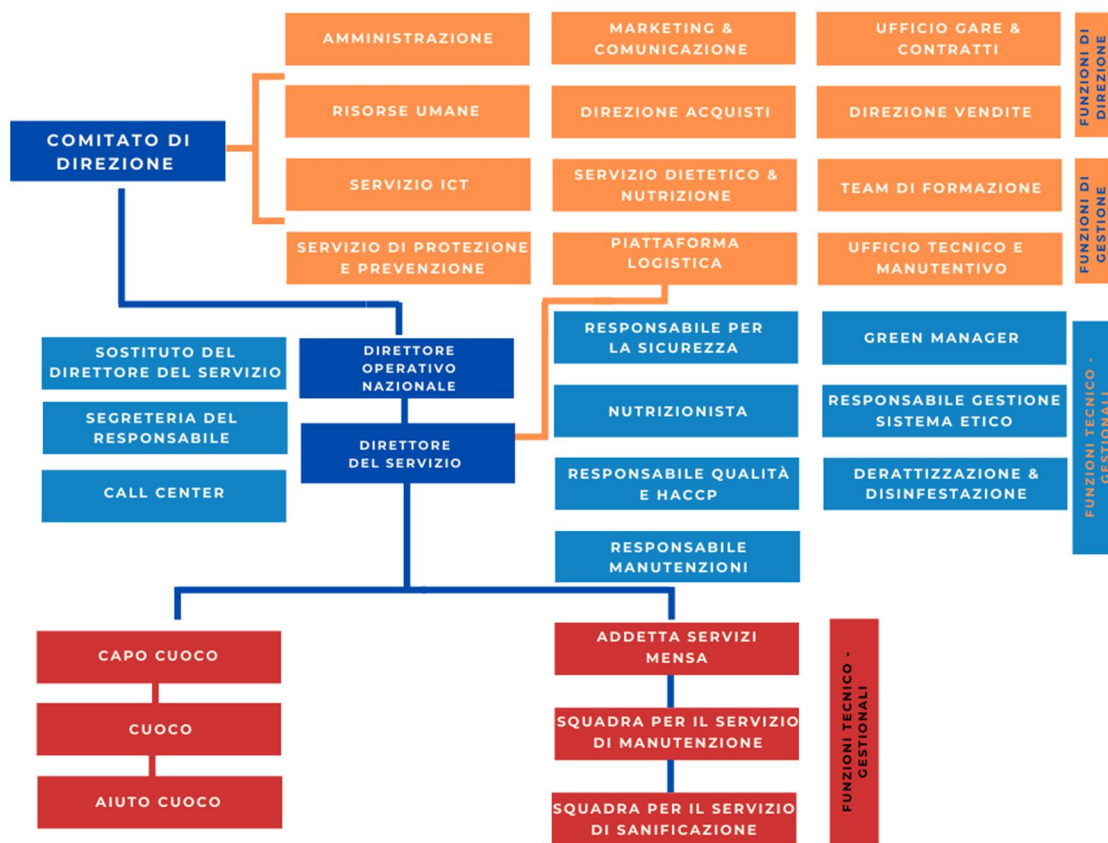 AMMINISTRAZIONE
MARKETING &
COMUNICAZIONE
UFFICIO GARE &
CONTRATTI
FUNZIONI DI
DIREZIONE
RISORSE UMANE
DIREZIONE ACQUISTI
DIREZIONE VENDITE
COMITATO DI
DIREZIONE
SERVIZIO ICT
SERVIZIO DIETETICO &
NUTRIZIONE
TEAM DI FORMAZIONE
FUNZIONI DI
GESTIONE
SERVIZIO DI PROTEZIONE
E PREVENZIONE
PIATTAFORMA
LOGISTICA
UFFICIO TECNICO E
MANUTENTIVO
SOSTITUTO DEL
DIRETTORE DEL SERVIZIO
DIRETTORE
OPERATIVO
NAZIONALE
RESPONSABILE PER
LA SICUREZZA
GREEN MANAGER
FUNZIONI TECNICO -
GESTIONALI
SEGRETERIA DEL
RESPONSABILE
DIRETTORE
DEL SERVIZIO
NUTRIZIONISTA
RESPONSABILE GESTIONE
SISTEMA ETICO
CALL CENTER
RESPONSABILE QUALITÀ
E HACCP
DERATTIZZAZIONE &
DISINFESTAZIONE
RESPONSABILE
MANUTENZIONI
CAPO CUOCO
ADDETTA SERVIZI
MENSA
FUNZIONI TECNICO -
GESTIONALI
CUOCO
SQUADRA PER IL SERVIZIO
DI MANUTENZIONE
AIUTO CUOCO
SQUADRA PER IL SERVIZIO
DI SANIFICAZIONE